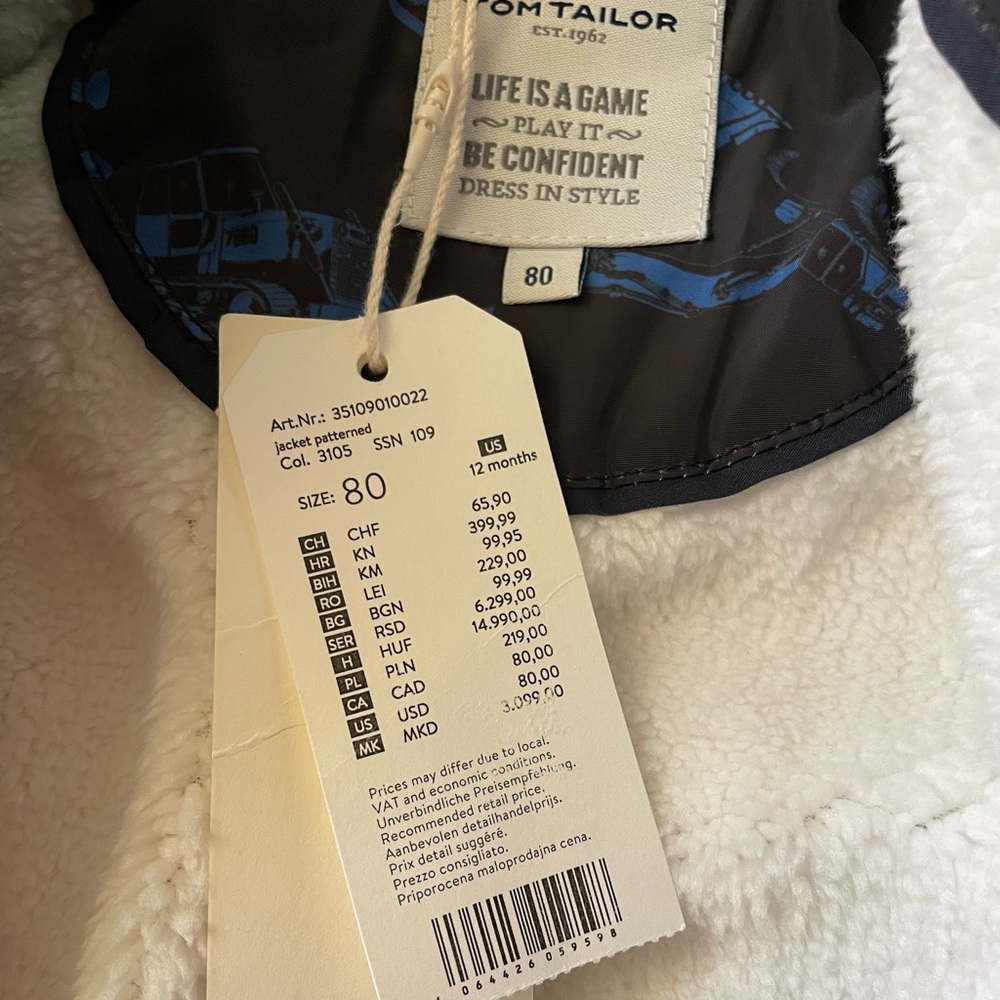 TOM TAILOR
EST. 1962
LIFE IS A GAME
~ PLAY IT ~
BE CONFIDENT
DRESS IN STYLE
80
7680
Art.Nr.: 35109010022
jacket patterned
Col. 3105 SSN 109
SIZE: 80
US
12 months
CH CHF 65,90
HR KN 399,99
BIH KM 99,95
RO LEI 229,00
BG BGN 99,99
SER RSD 6.299,00
H HUF 14.990,00
PL PLN 219,00
CA CAD 80,00
US USD 80,00
MK MKD 3.099,00
Prices may differ due to local.
VAT and economic conditions.
Unverbindliche Preisempfehlung.
Recommended retail price.
Aanbevolen detailhandelprijs.
Prix detail suggéré.
Prezzo consigliato.
Priporocena maloprodajna cena.
064426 059598